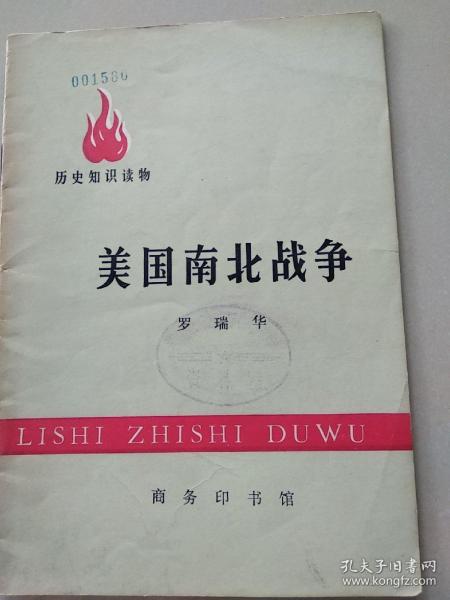 001580
历史知识读物
美国南北战争
罗瑞华
LISHI ZHISHI DUWU
商务印书馆
孔夫子旧书网
www.kongfz.com